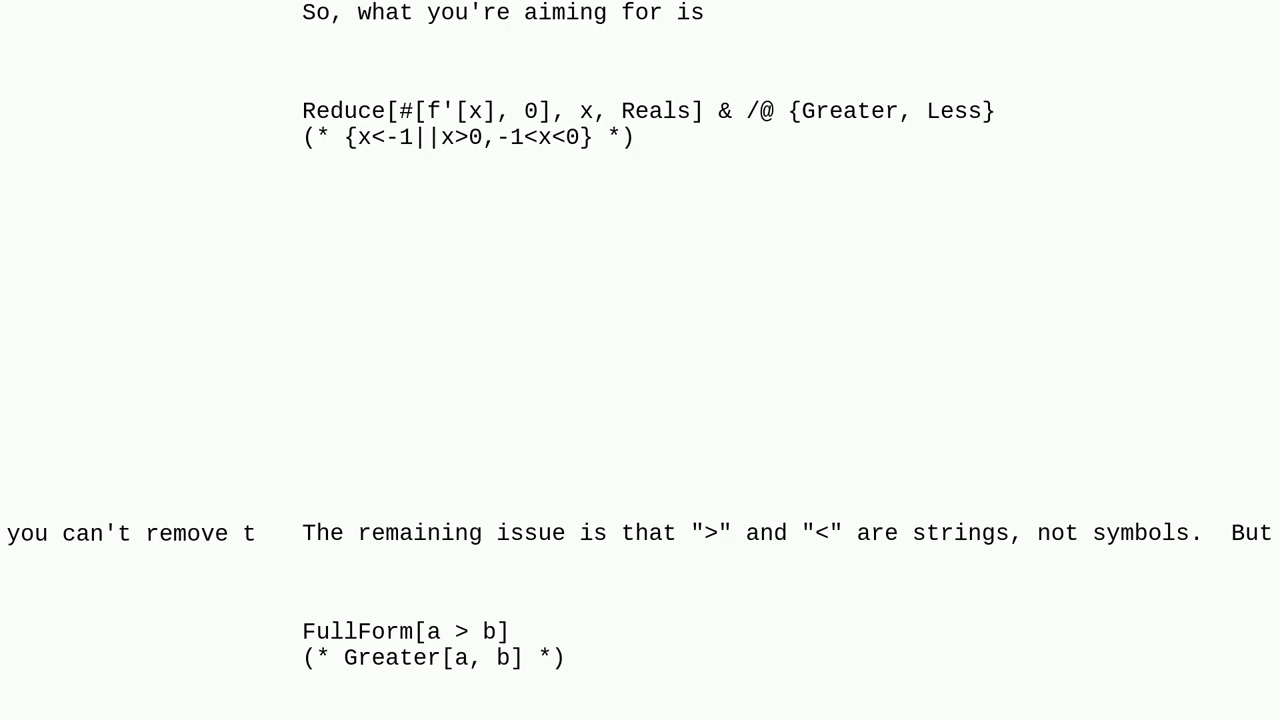 So, what you're aiming for is
Reduce[#[f'[x], 0], x, Reals] & /@ {Greater, Less}
(* {x<-1||x>0,-1<x<0} *)
you can't remove t
The remaining issue is that ">" and "<" are strings, not symbols.  But
FullForm[a > b]
(* Greater[a, b] *)